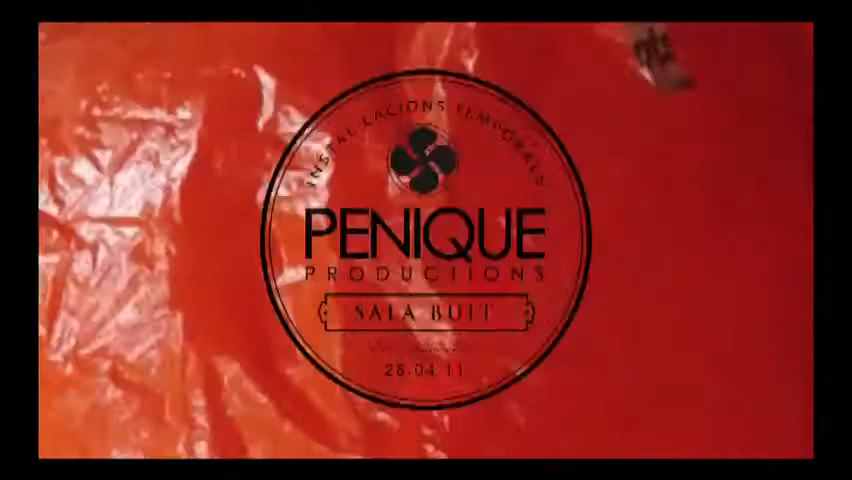 INSTAL·LACIONS TEMPORALS
PENIQUE
PRODUCTIONS
SALA BUIT
28.04.11